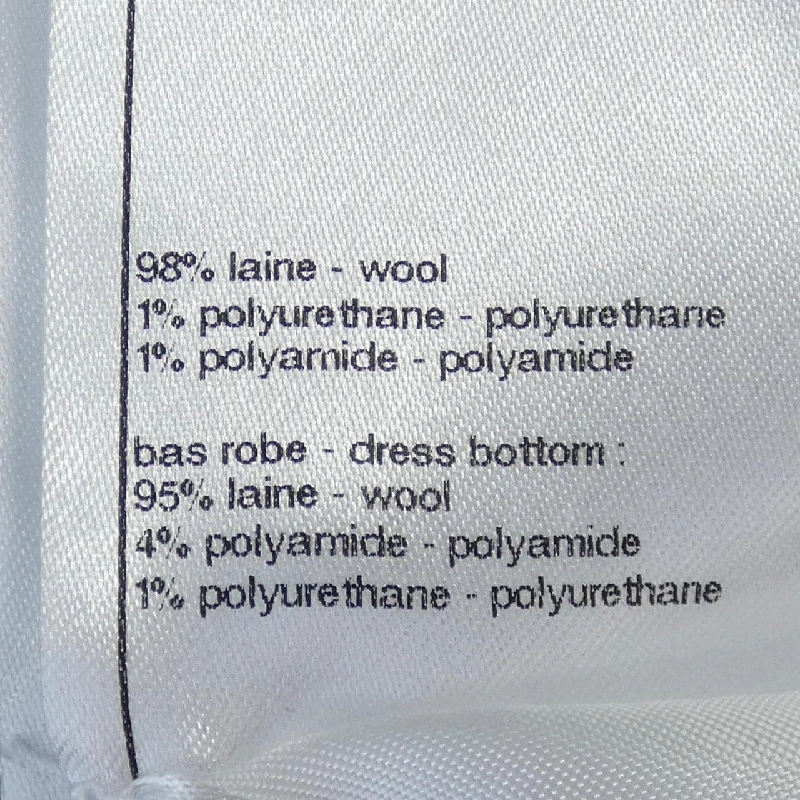 98% laine - wool
1% polyurethane - polyurethane
1% polyamide - polyamide
bas robe - dress bottom :
95% laine - wool
4% polyamide - polyamide
1% polyurethane - polyurethane